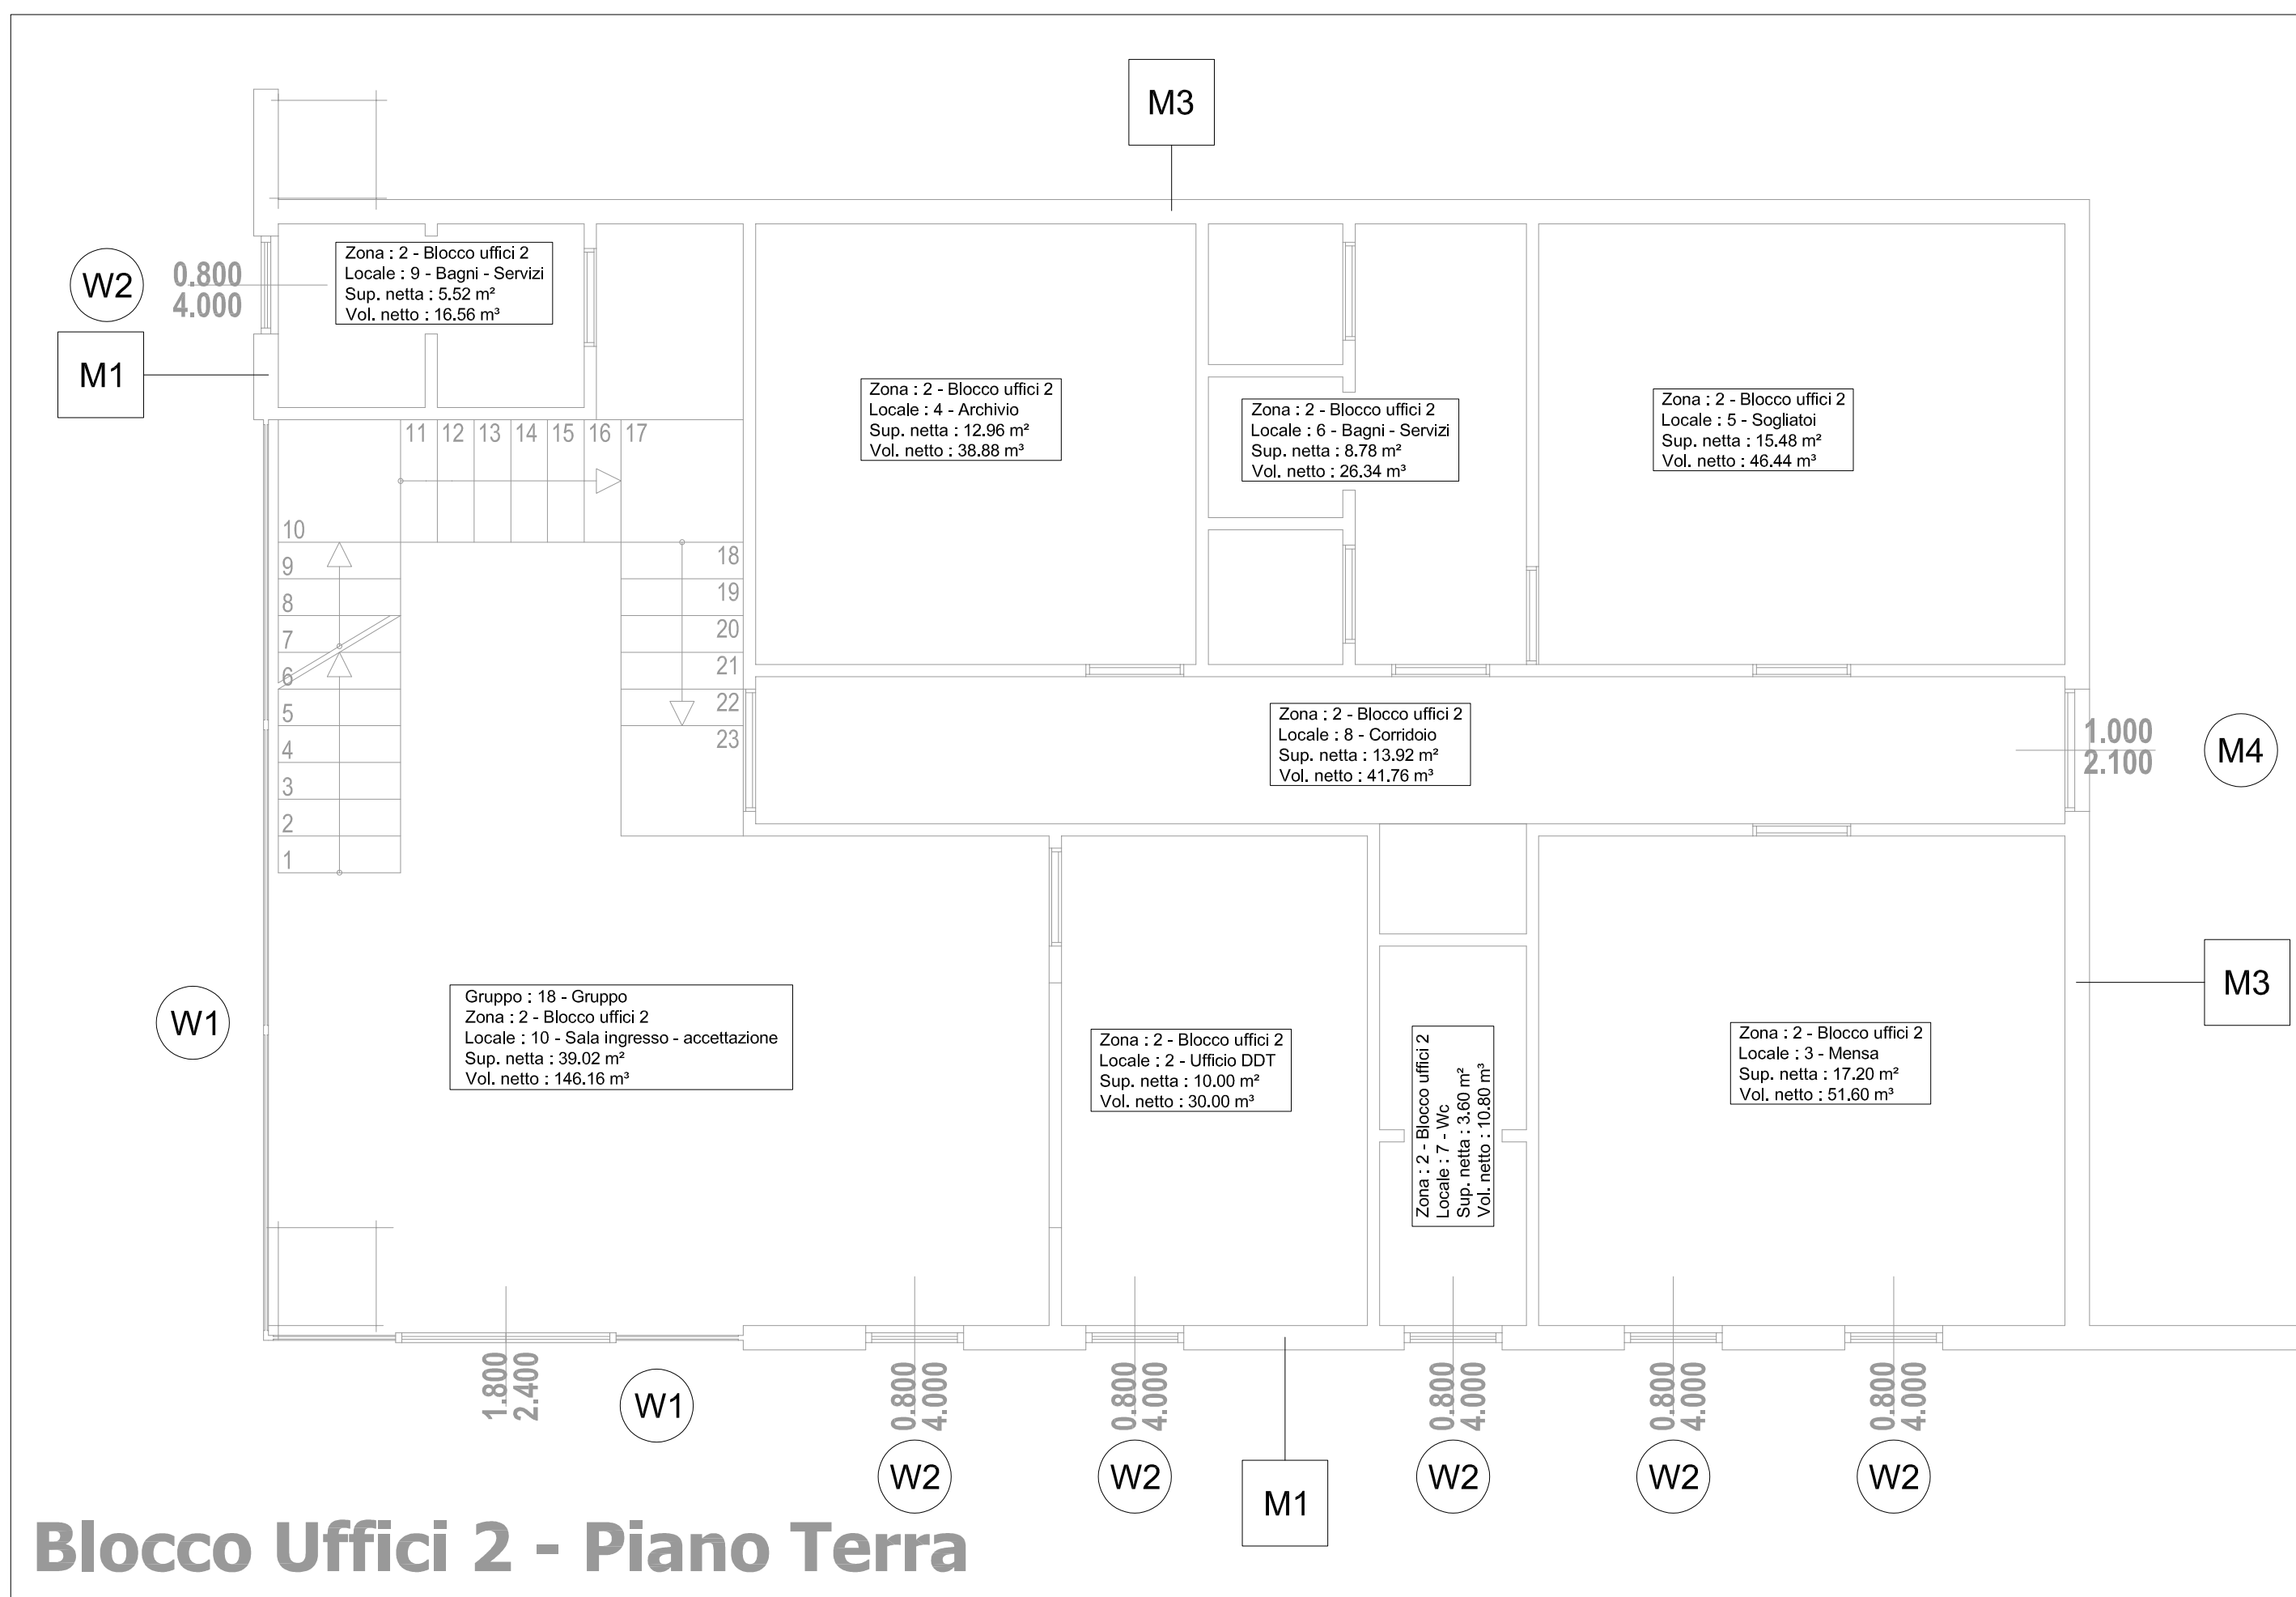 M3
Zona : 2 - Blocco uffici 2
Locale : 9 - Bagni - Servizi
Sup. netta : 5.52 m²
Vol. netto : 16.56 m³
W2
0.800
4.000
M1
Zona : 2 - Blocco uffici 2
Locale : 4 - Archivio
Sup. netta : 12.96 m²
Vol. netto : 38.88 m³
Zona : 2 - Blocco uffici 2
Locale : 6 - Bagni - Servizi
Sup. netta : 8.78 m²
Vol. netto : 26.34 m³
Zona : 2 - Blocco uffici 2
Locale : 5 - Sogliatoi
Sup. netta : 15.48 m²
Vol. netto : 46.44 m³
11 12 13 14 15 16 17
10
9
8
7
6
5
4
3
2
1
18
19
20
21
22
23
Zona : 2 - Blocco uffici 2
Locale : 8 - Corridoio
Sup. netta : 13.92 m²
Vol. netto : 41.76 m³
1.000
2.100
M4
W1
Gruppo : 18 - Gruppo
Zona : 2 - Blocco uffici 2
Locale : 10 - Sala ingresso - accettazione
Sup. netta : 39.02 m²
Vol. netto : 146.16 m³
Zona : 2 - Blocco uffici 2
Locale : 2 - Ufficio DDT
Sup. netta : 10.00 m²
Vol. netto : 30.00 m³
Zona : 2 - Blocco uffici 2
Locale : 7 - Wc
Sup. netta : 3.60 m²
Vol. netto : 10.80 m³
Zona : 2 - Blocco uffici 2
Locale : 3 - Mensa
Sup. netta : 17.20 m²
Vol. netto : 51.60 m³
M3
1.800
2.400
W1
0.800
4.000
W2
0.800
4.000
W2
M1
0.800
4.000
W2
0.800
4.000
W2
0.800
4.000
W2
Blocco Uffici 2 - Piano Terra